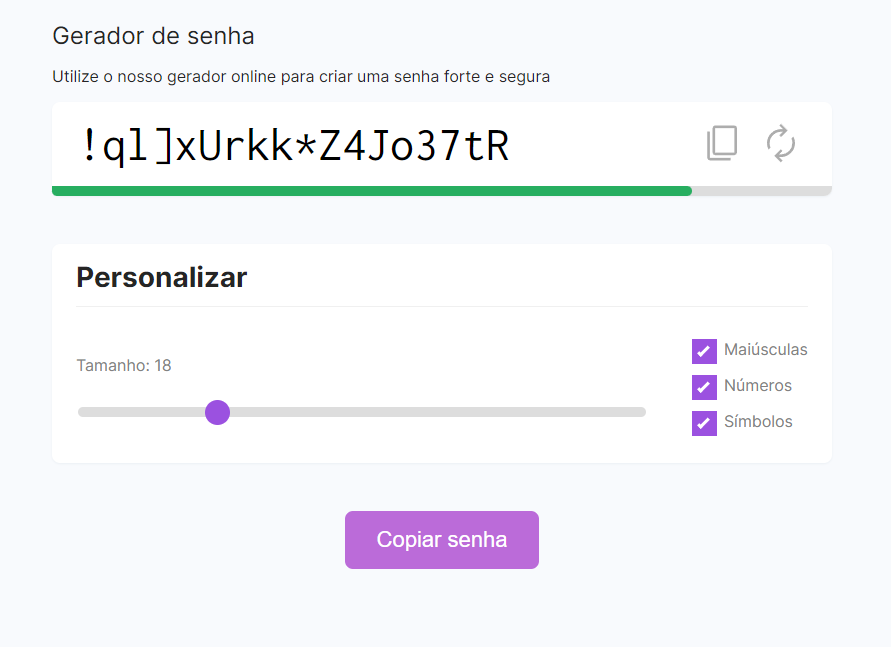 Gerador de senha
Utilize o nosso gerador online para criar uma senha forte e segura
!ql]xUrkk*Z4Jo37tR
Personalizar
Maiúsculas
Tamanho: 18
Números
Símbolos
Copiar senha